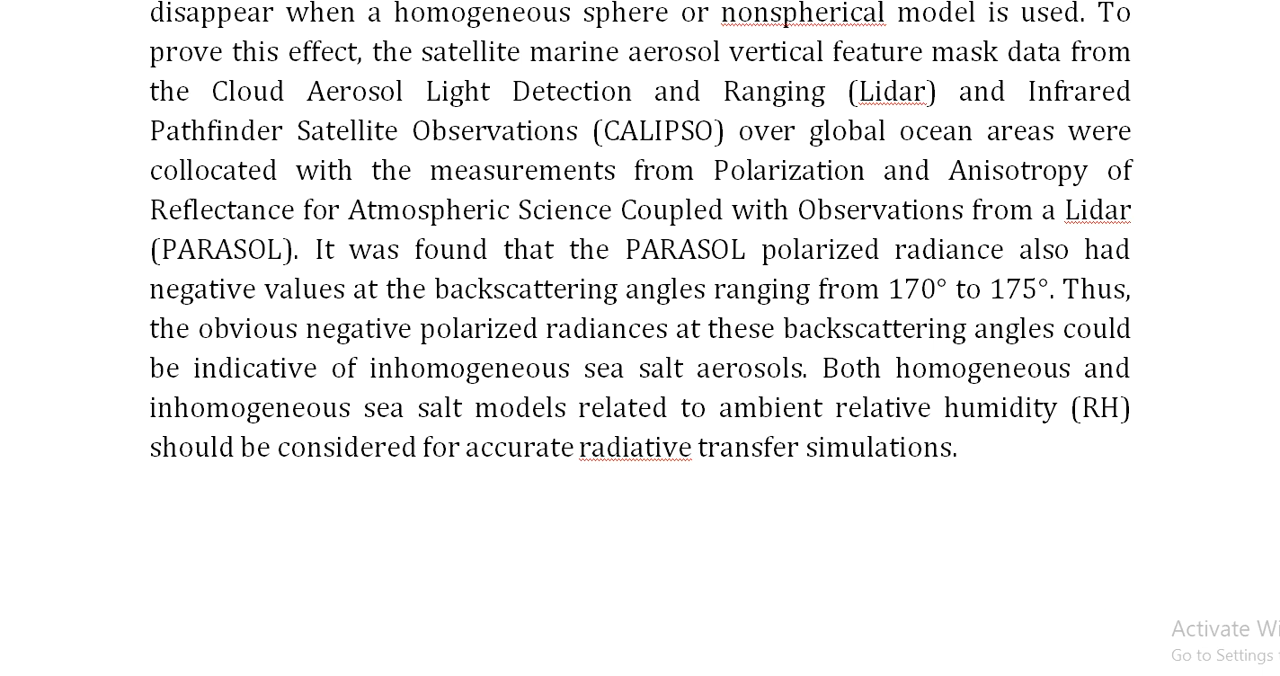 disappear when a homogeneous sphere or nonspherical model is used. To
prove this effect, the satellite marine aerosol vertical feature mask data from
the Cloud Aerosol Light Detection and Ranging (Lidar) and Infrared
Pathfinder Satellite Observations (CALIPSO) over global ocean areas were
collocated with the measurements from Polarization and Anisotropy of
Reflectance for Atmospheric Science Coupled with Observations from a Lidar
(PARASOL). It was found that the PARASOL polarized radiance also had
negative values at the backscattering angles ranging from 170° to 175°. Thus,
the obvious negative polarized radiances at these backscattering angles could
be indicative of inhomogeneous sea salt aerosols. Both homogeneous and
inhomogeneous sea salt models related to ambient relative humidity (RH)
should be considered for accurate radiative transfer simulations.
Activate Wi
Go to Settings